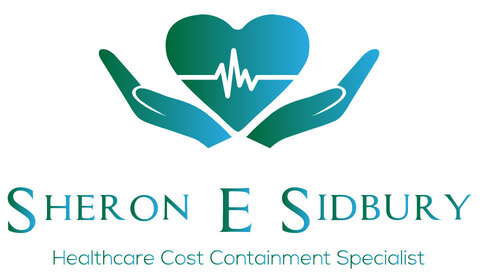 SHERON E SIDBURY
Healthcare Cost Containment Specialist